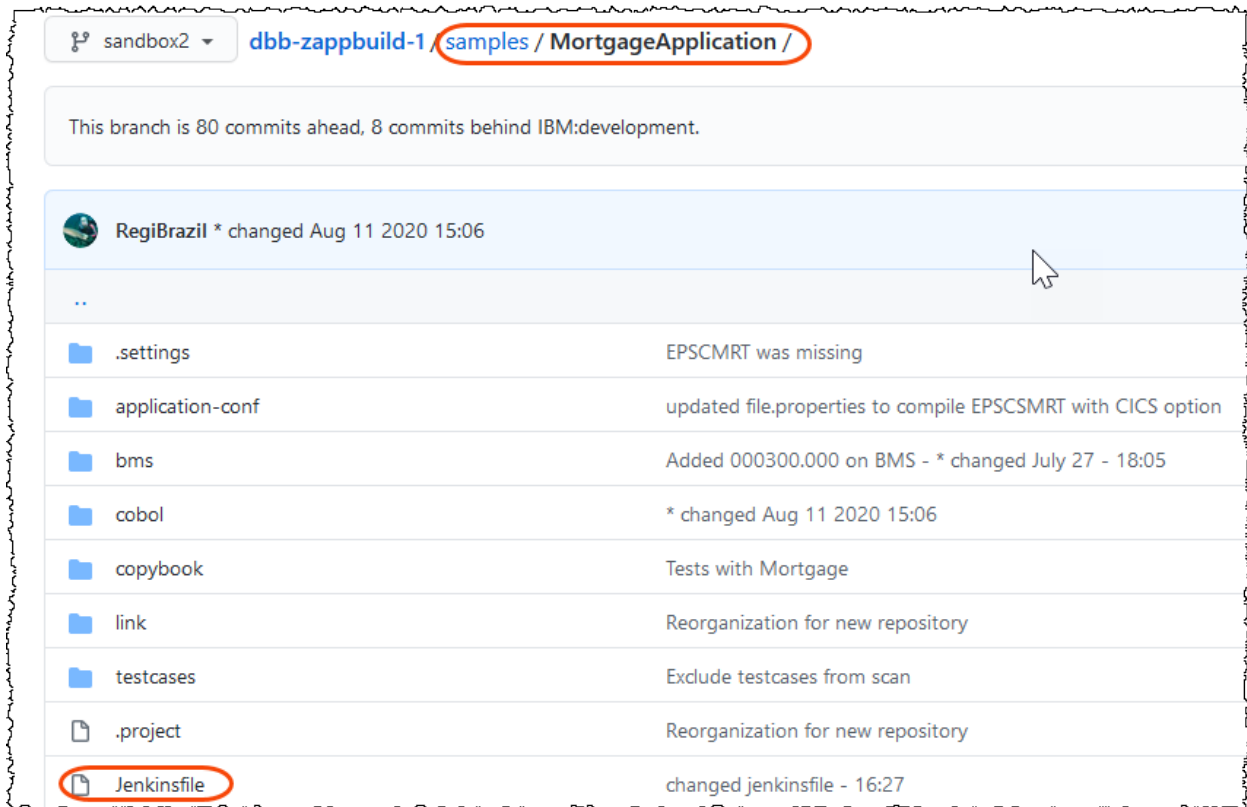 sandbox2 dbb-zappbuild-1 / samples / MortgageApplication /
This branch is 80 commits ahead, 8 commits behind IBM:development.
RegiBrazil * changed Aug 11 2020 15:06
..
.settings EPSCMRT was missing
application-conf updated file.properties to compile EPSCSMRT with CICS option
bms Added 000300.000 on BMS - * changed July 27 - 18:05
cobol * changed Aug 11 2020 15:06
copybook Tests with Mortgage
link Reorganization for new repository
testcases Exclude testcases from scan
.project Reorganization for new repository
Jenkinsfile changed jenkinsfile - 16:27